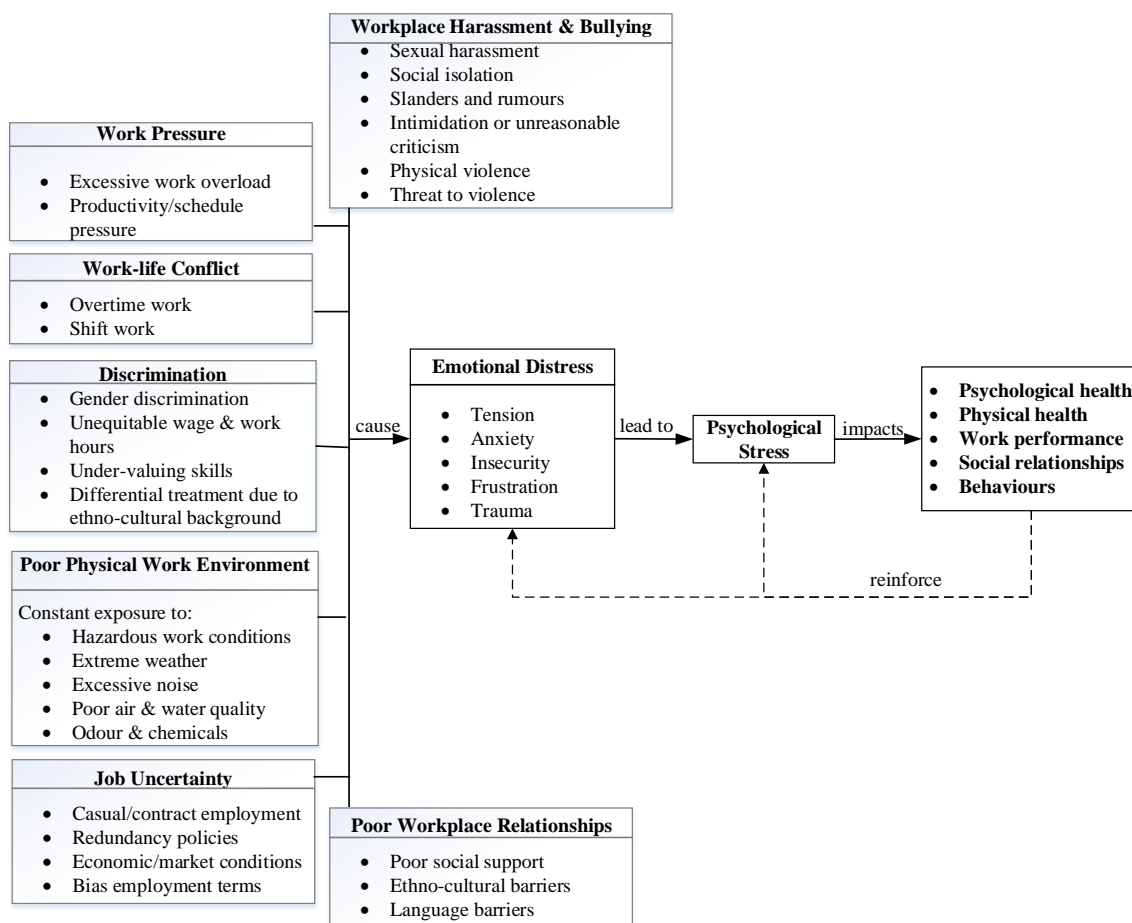 Workplace Harassment & Bullying
• Sexual harassment
• Social isolation
• Slanders and rumours
• Intimidation or unreasonable
criticism
• Physical violence
• Threat to violence
Work Pressure
• Excessive work overload
• Productivity/schedule
pressure
Work-life Conflict
• Overtime work
• Shift work
Discrimination
• Gender discrimination
• Unequitable wage & work
hours
• Under-valuing skills
• Differential treatment due to
ethno-cultural background
Poor Physical Work Environment
Constant exposure to:
• Hazardous work conditions
• Extreme weather
• Excessive noise
• Poor air & water quality
• Odour & chemicals
Job Uncertainty
• Casual/contract employment
• Redundancy policies
• Economic/market conditions
• Bias employment terms
Poor Workplace Relationships
• Poor social support
• Ethno-cultural barriers
• Language barriers
cause
Emotional Distress
• Tension
• Anxiety
• Insecurity
• Frustration
• Trauma
lead to
Psychological
Stress
impacts
• Psychological health
• Physical health
• Work performance
• Social relationships
• Behaviours
reinforce